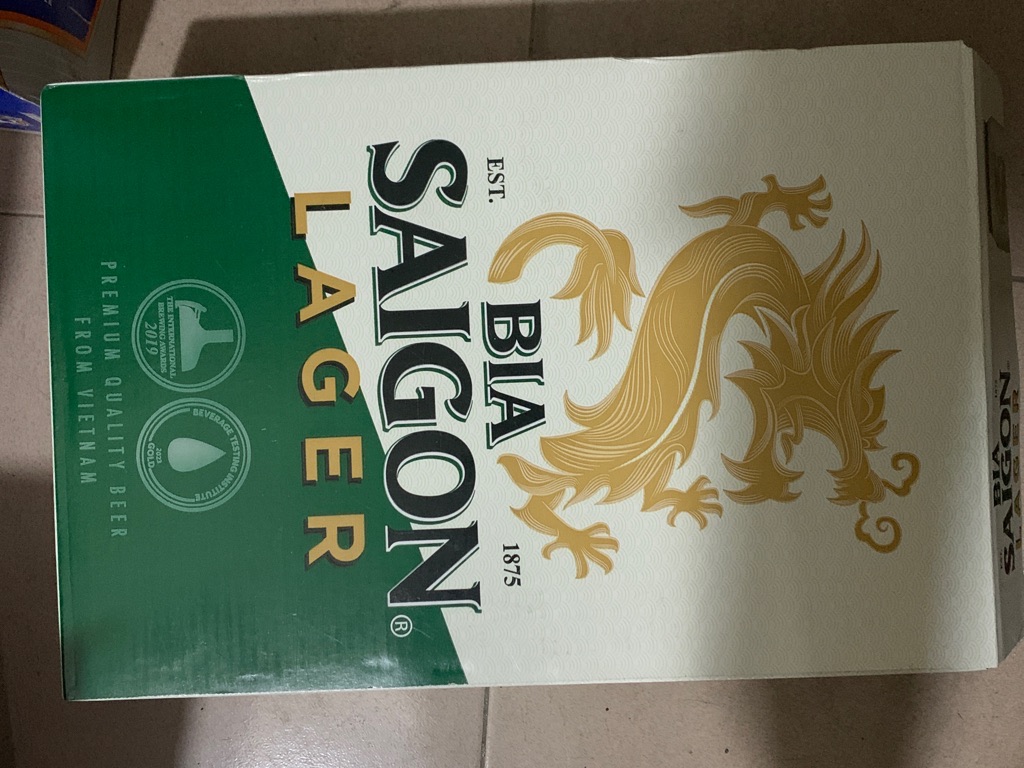 EST. 1875
BIA
SAIGON®
LAGER
THE INTERNATIONAL
BREWING AWARDS
2019
BEVERAGE TESTING INSTITUTE
2023
GOLD
PREMIUM QUALITY BEER
FROM VIETNAM
BIA
SAIGON
LAGER